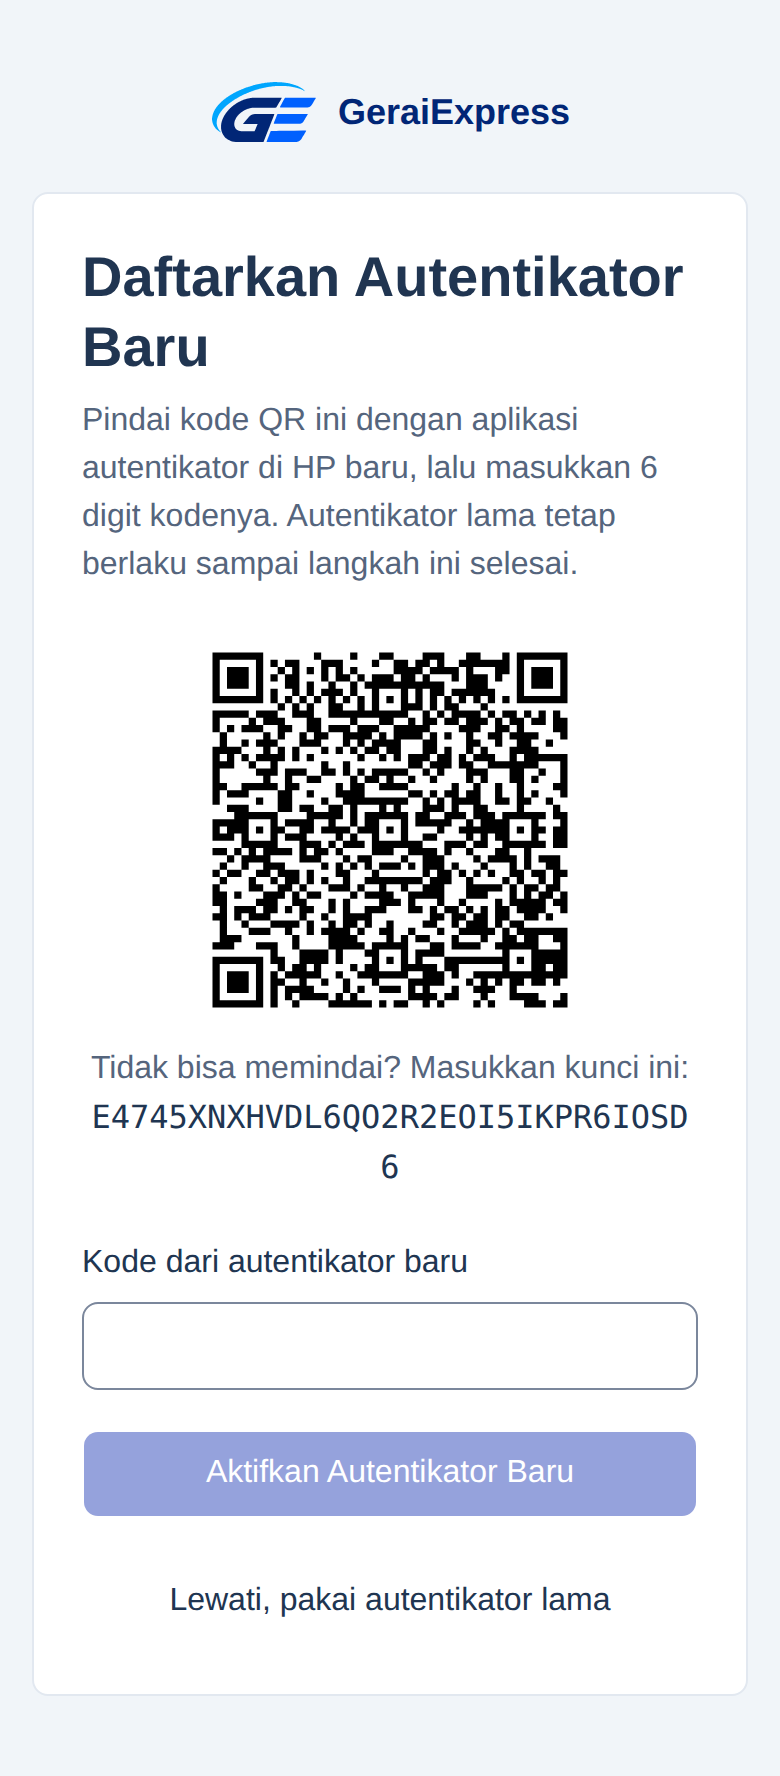 GE GeraiExpress
Daftarkan Autentikator
Baru
Pindai kode QR ini dengan aplikasi
autentikator di HP baru, lalu masukkan 6
digit kodenya. Autentikator lama tetap
berlaku sampai langkah ini selesai.
Tidak bisa memindai? Masukkan kunci ini:
E4745XNXHVDL6QO2R2EOI5IKPR6IOSD
6
Kode dari autentikator baru
Aktifkan Autentikator Baru
Lewati, pakai autentikator lama